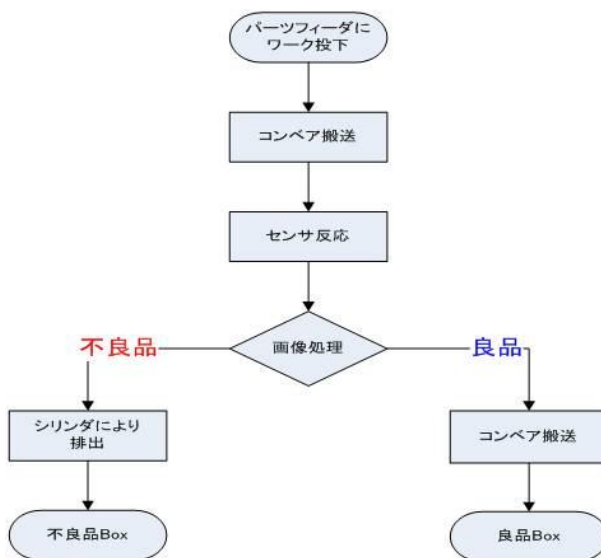 パーツフィーダに
ワーク投下
コンベア搬送
センサ反応
画像処理
不良品
良品
シリンダにより
排出
コンベア搬送
不良品Box
良品Box